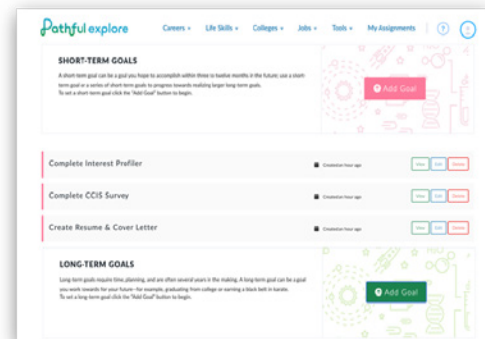 Pathful explore Careers Life Skills Colleges Jobs Tools My Assignments ?
SHORT-TERM GOALS
A short-term goal can be a goal you hope to accomplish within three to twelve months in the future; use a short-
term goal or a series of short-term goals to progress towards realizing larger long-term goals.
To set a short-term goal click the "Add Goal" button to begin.
Add Goal
Complete Interest Profiler hour ago View Edit Delete
Complete CCIS Survey hour ago View Edit Delete
Create Resume & Cover Letter hour ago View Edit Delete
LONG-TERM GOALS
Long-term goals require time, planning, and are often several years in the making. A long-term goal can be a goal
you work towards for your future - for example, graduating from college or earning a black belt in karate.
To set a long-term goal click the "Add Goal" button to begin.
Add Goal